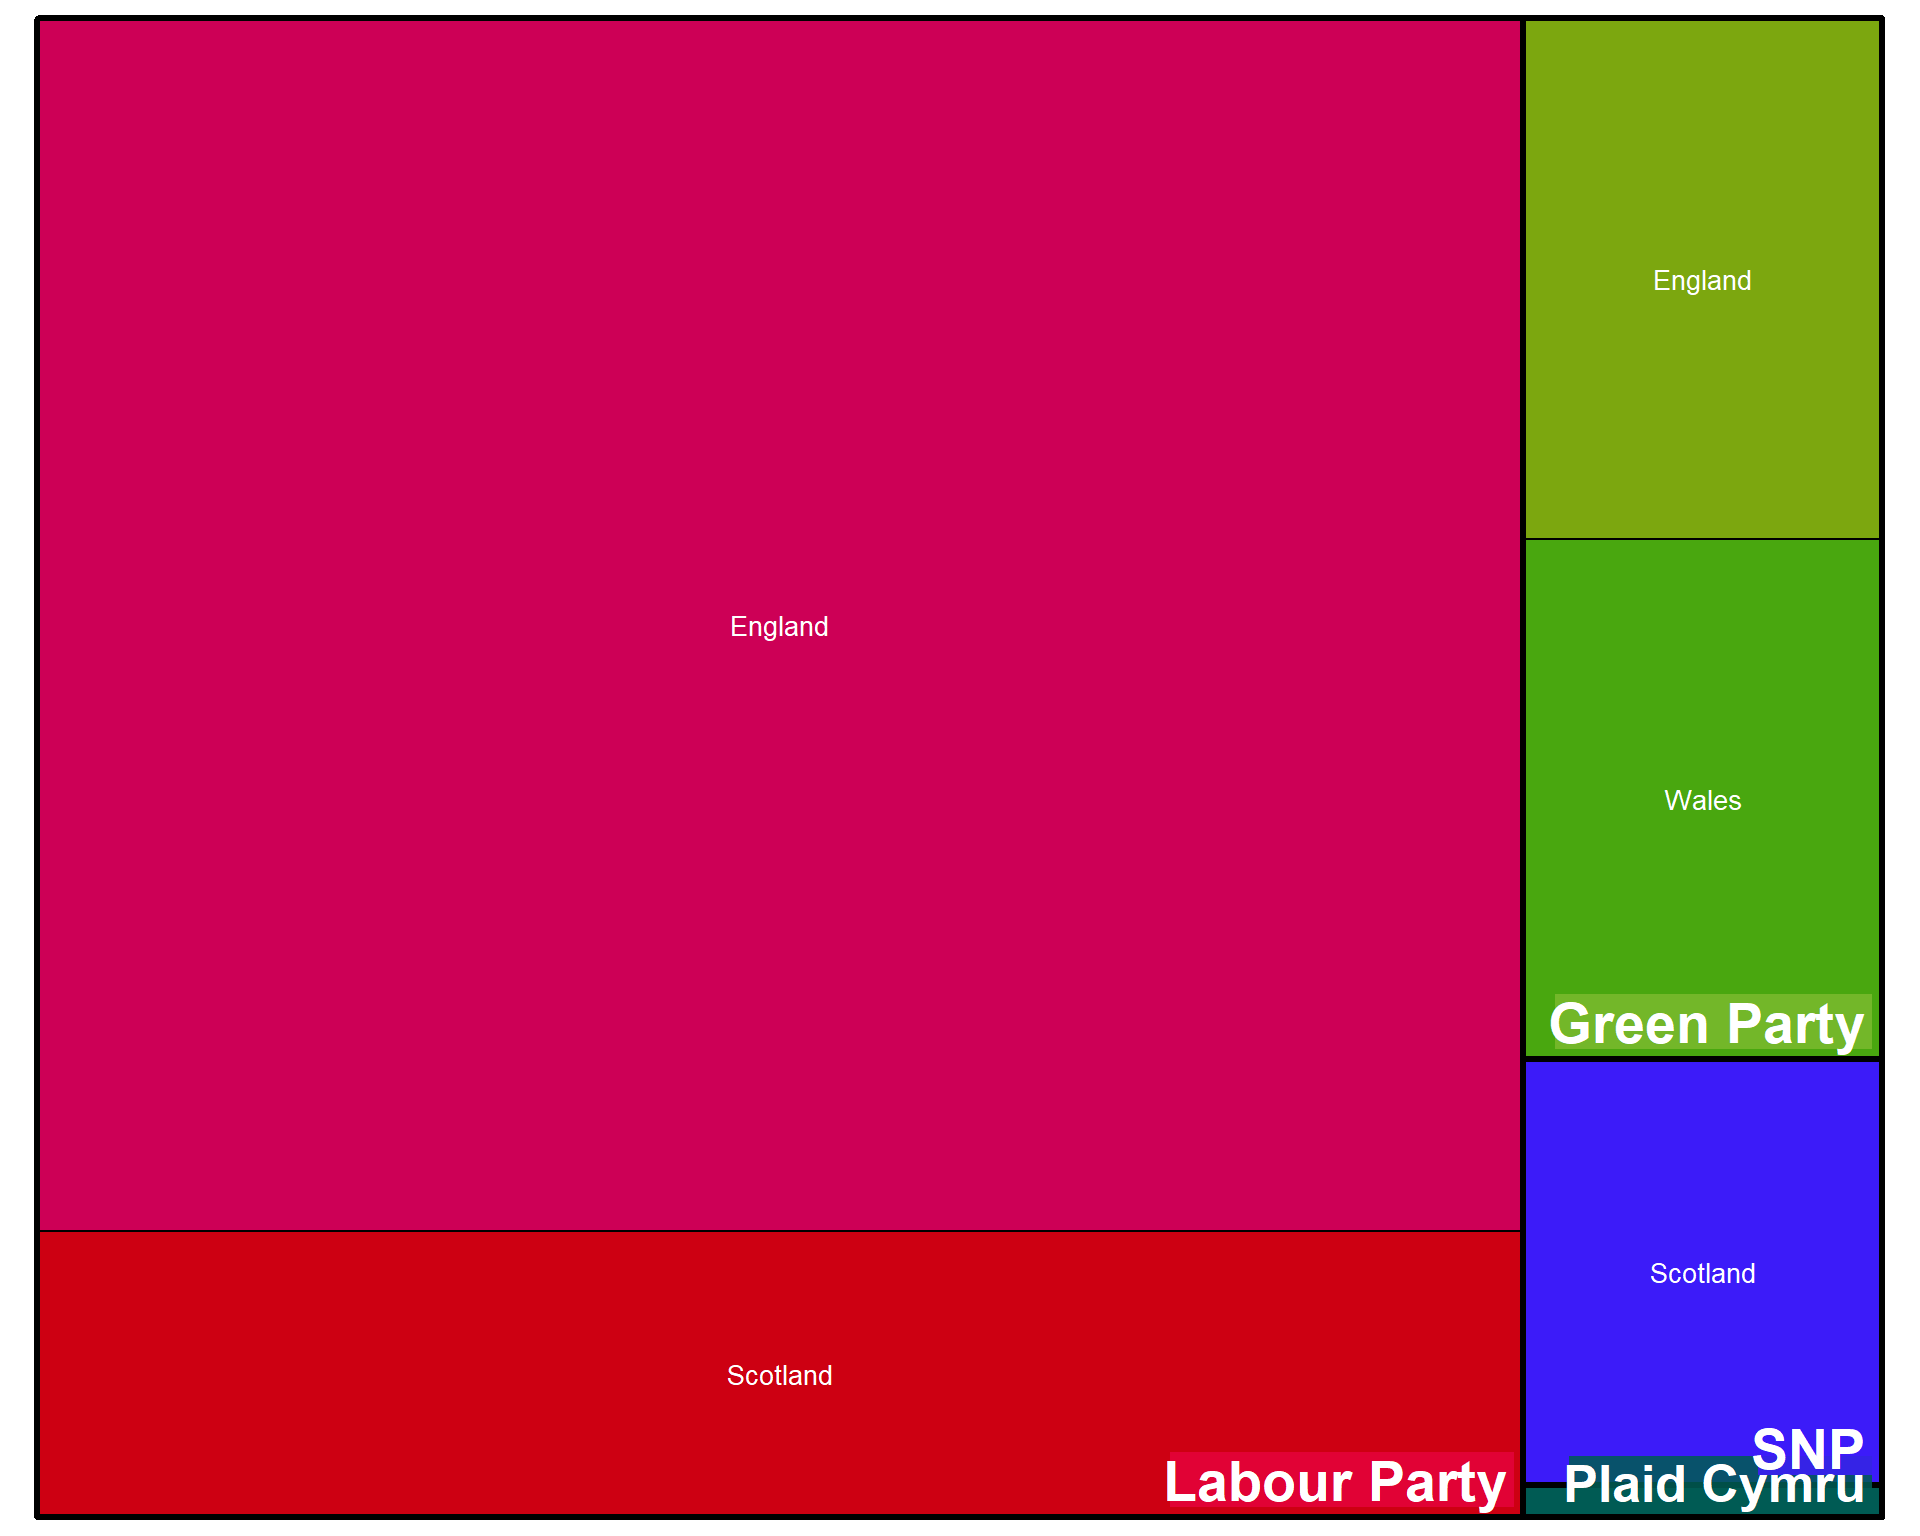 England
England
Wales
Green Party
Scotland
Scotland
SNP
Plaid Cymru
Labour Party